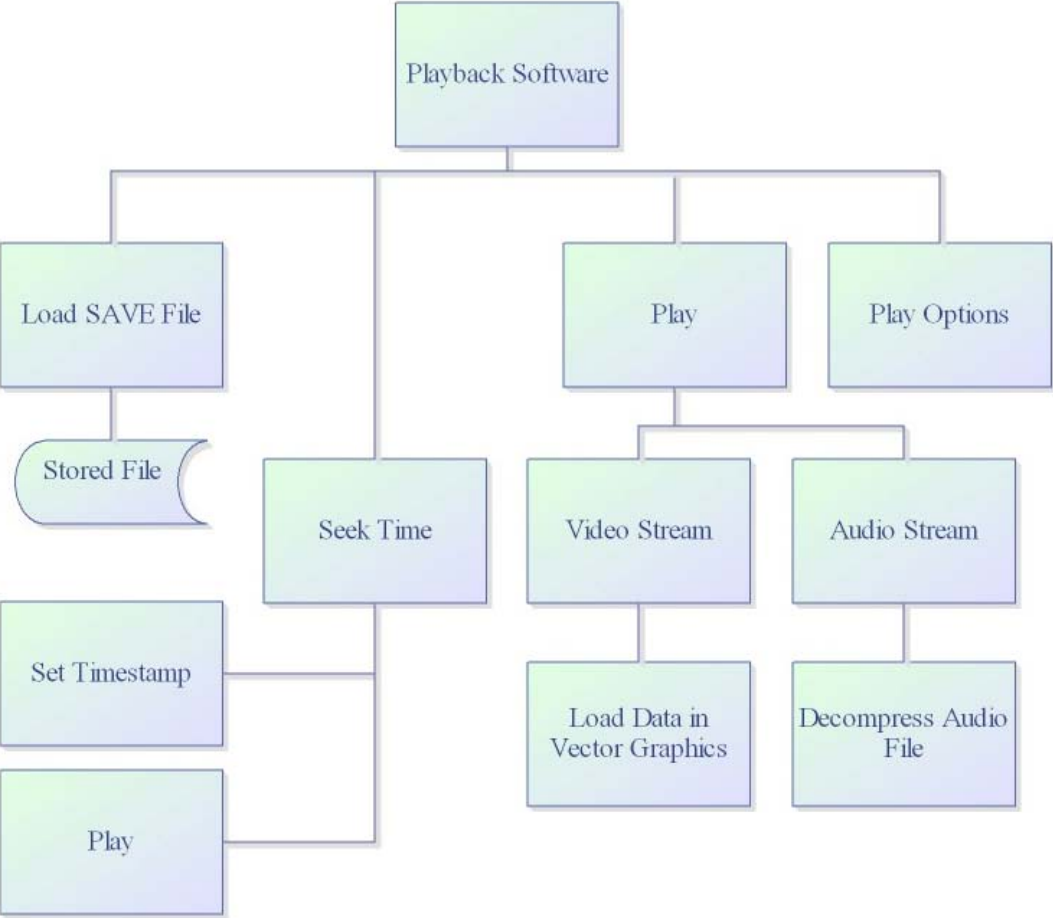 Playback Software
Load SAVE File
Play
Play Options
Stored File
Seek Time
Video Stream
Audio Stream
Set Timestamp
Load Data in
Vector Graphics
Decompress Audio
File
Play